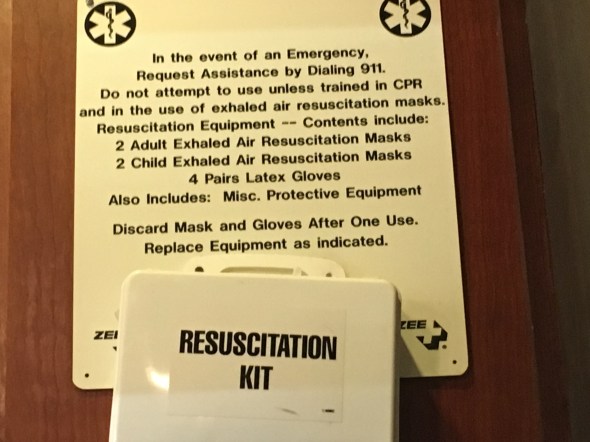 In the event of an Emergency,
Request Assistance by Dialing 911.
Do not attempt to use unless trained in CPR
and in the use of exhaled air resuscitation masks.
Resuscitation Equipment -- Contents include:
2 Adult Exhaled Air Resuscitation Masks
2 Child Exhaled Air Resuscitation Masks
4 Pairs Latex Gloves
Also Includes: Misc. Protective Equipment
Discard Mask and Gloves After One Use.
Replace Equipment as indicated.
ZEE ZEE
RESUSCITATION
KIT